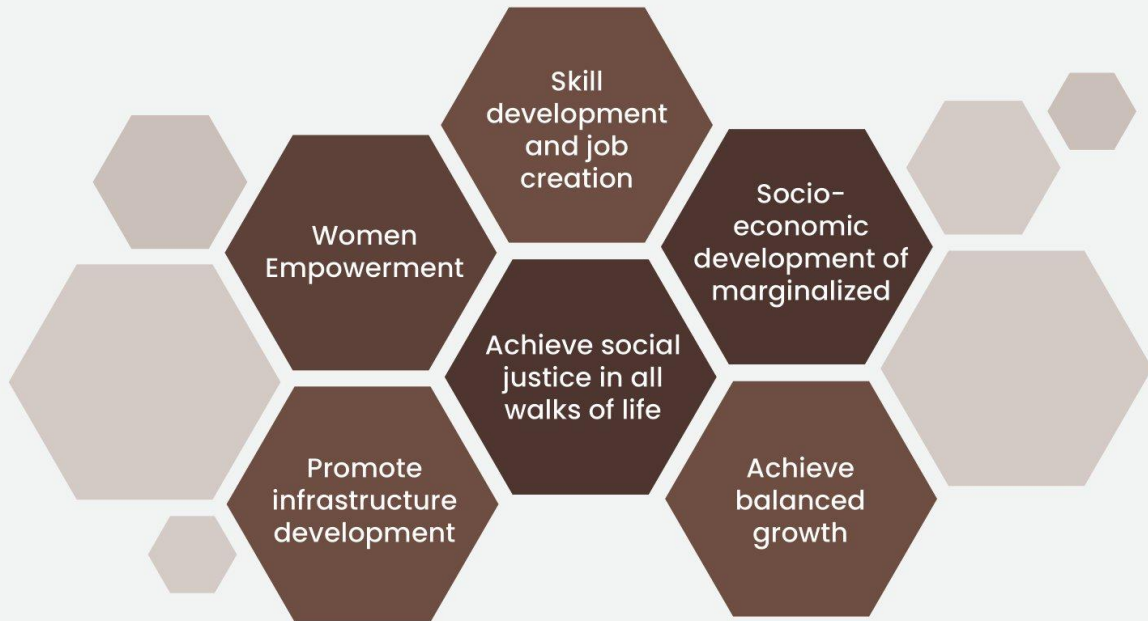 Skill
development
and job
creation
Women
Empowerment
Socio-
economic
development of
marginalized
Achieve social
justice in all
walks of life
Promote
infrastructure
development
Achieve
balanced
growth